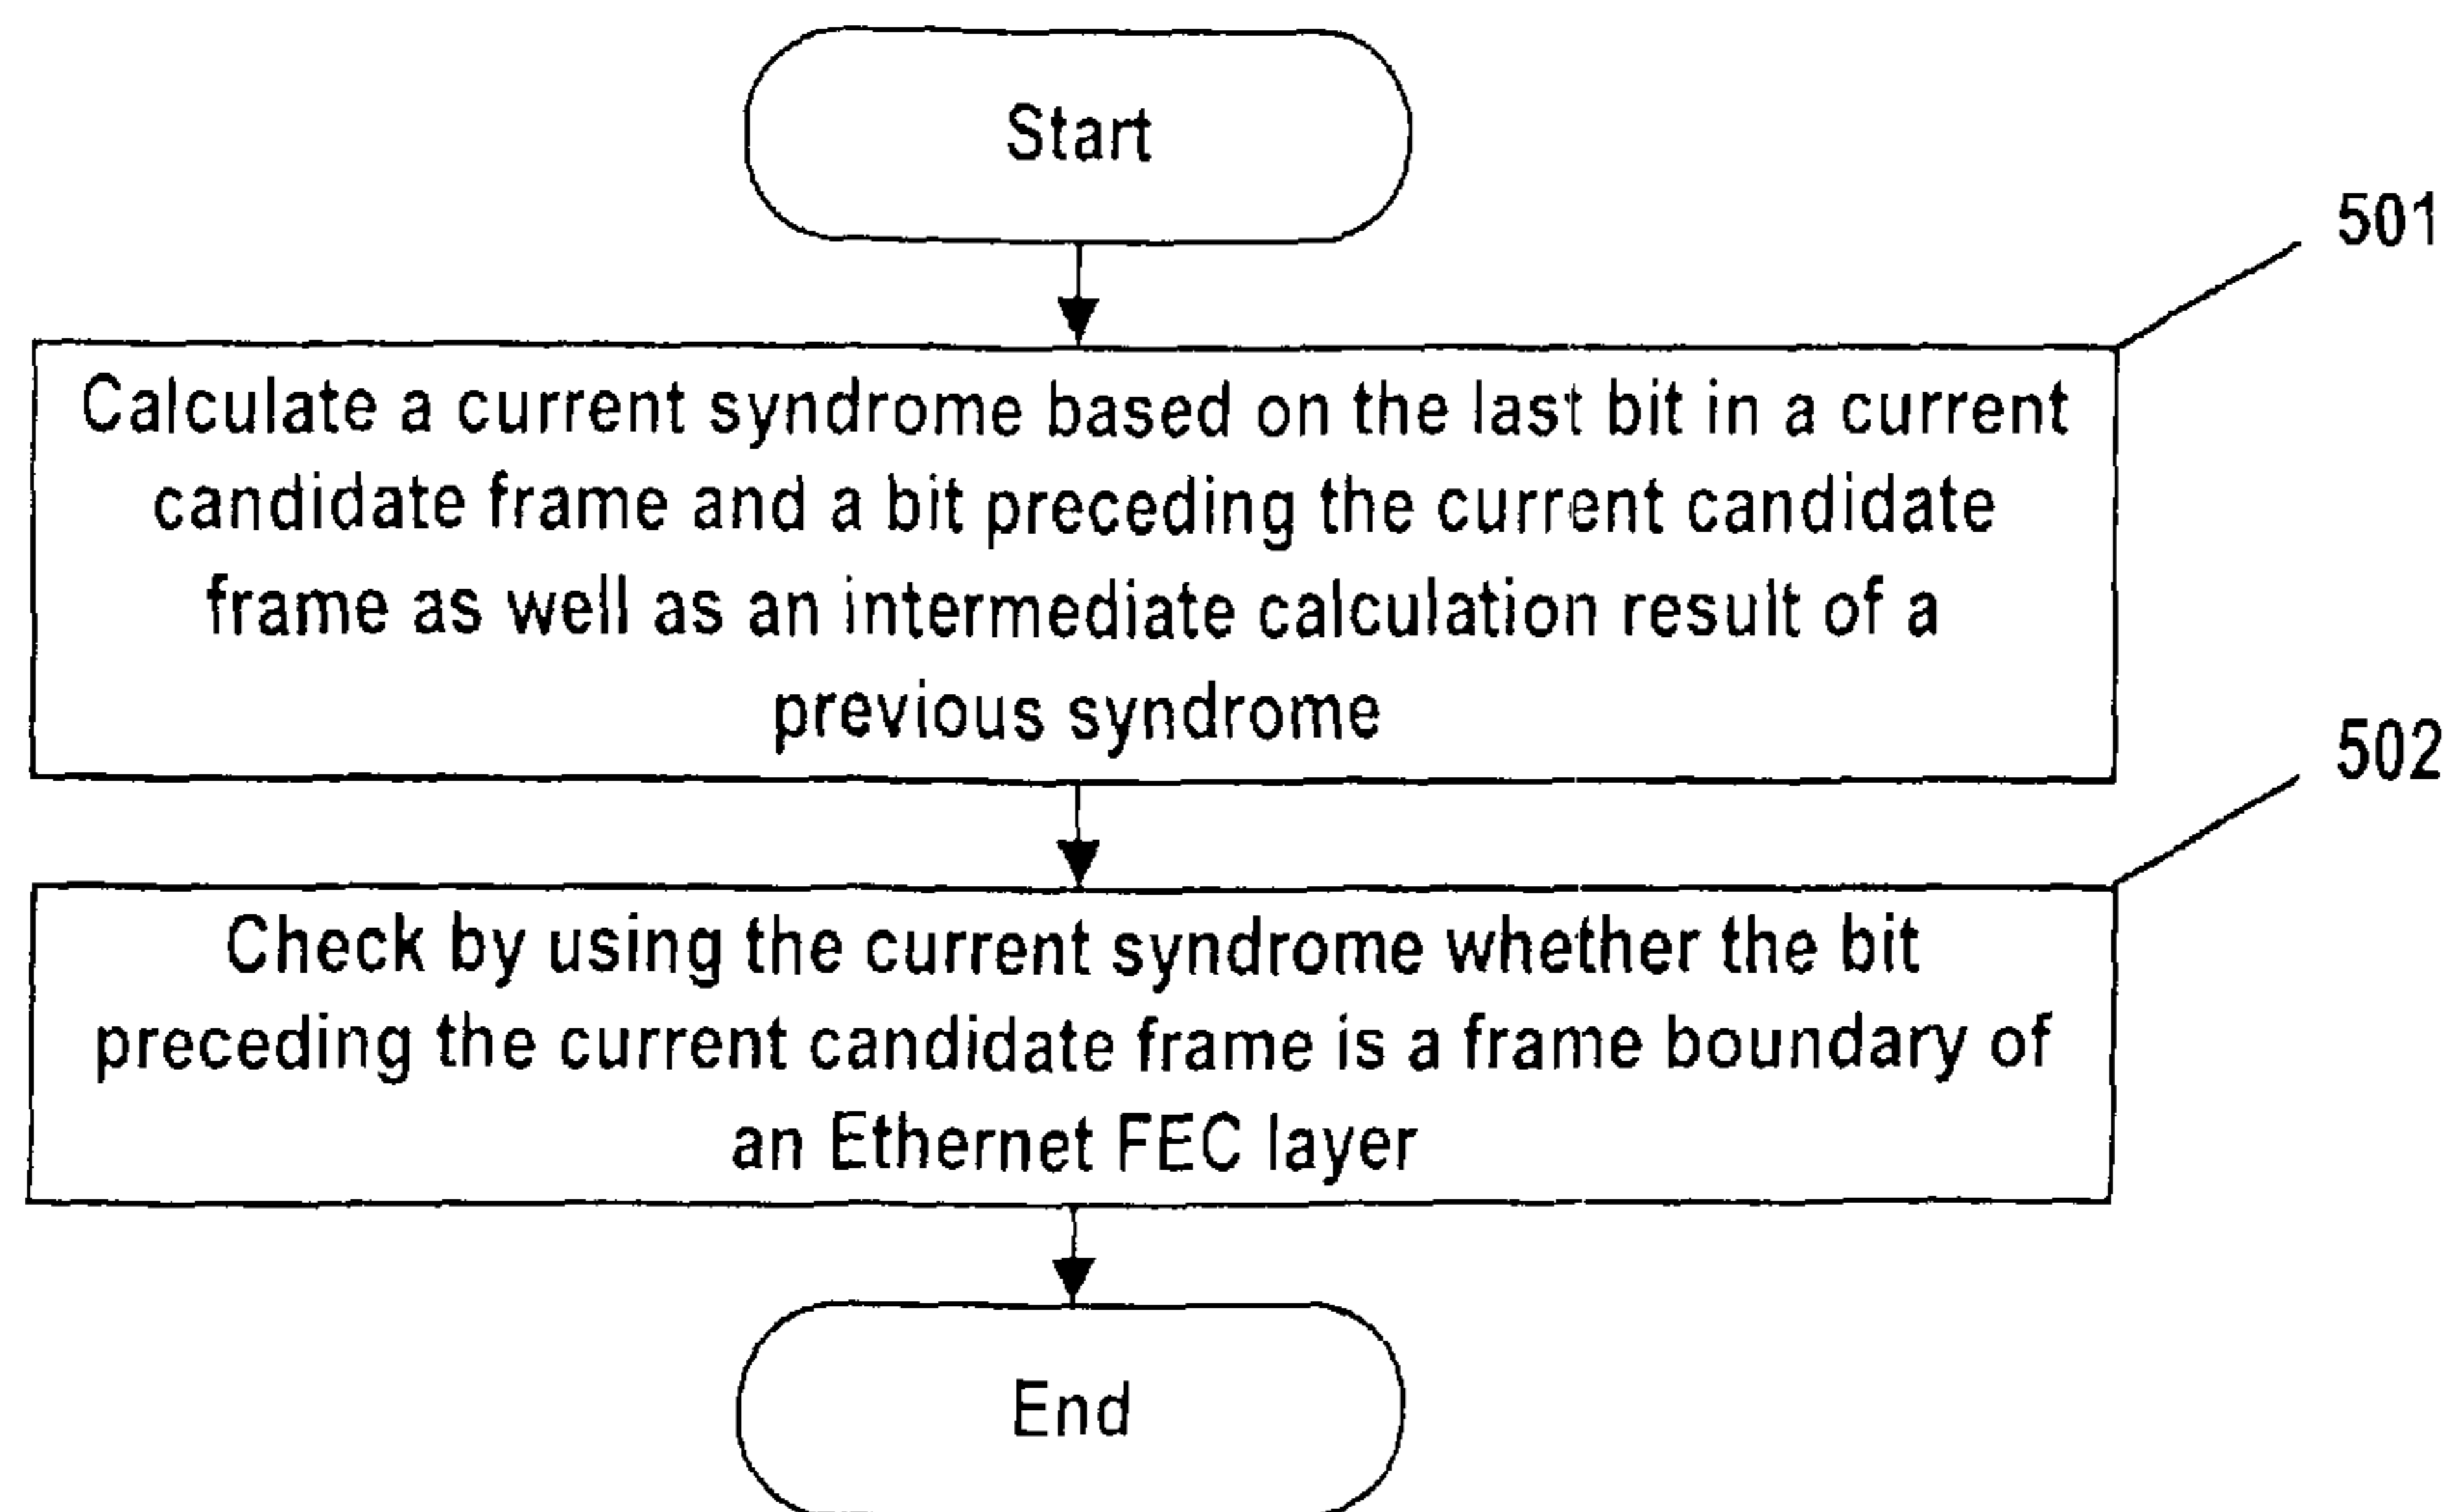 Start
501
Calculate a current syndrome based on the last bit in a current
candidate frame and a bit preceding the current candidate
frame as well as an intermediate calculation result of a
previous syndrome
502
Check by using the current syndrome whether the bit
preceding the current candidate frame is a frame boundary of
an Ethernet FEC layer
End